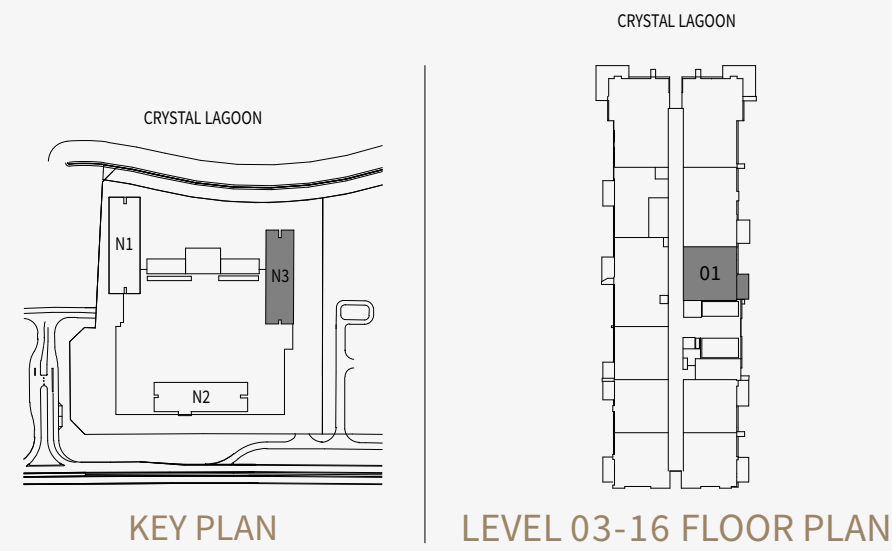 CRYSTAL LAGOON
N1
N3
N2
KEY PLAN
CRYSTAL LAGOON
01
LEVEL 03-16 FLOOR PLAN